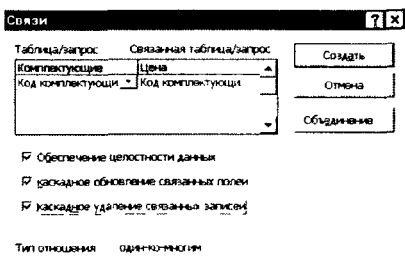 Связи
Таблица/запрос Связанная таблица/запрос
Комплектующие Цена
Код комплектующи Код комплектующи
Создать
Отмена
Объединение
Обеспечение целостности данных
каскадное обновление связанных полей
каскадное удаление связанных записей
Тип отношения один-ко-многим